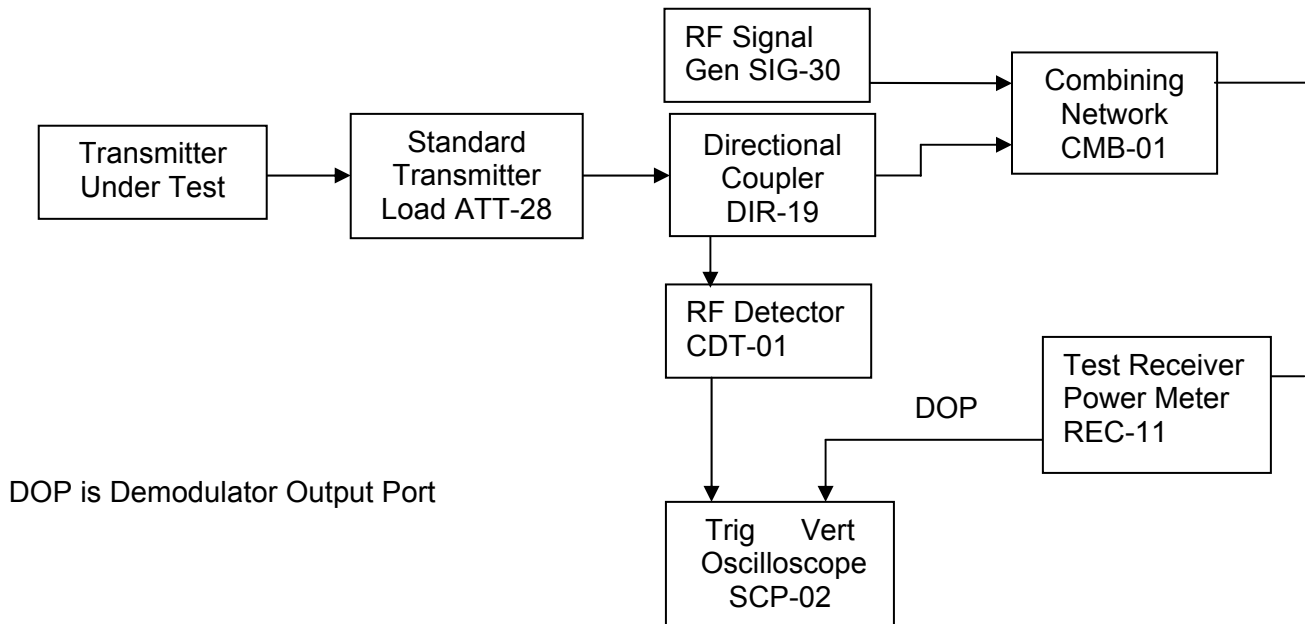 RF Signal
Gen SIG-30
Combining
Network
CMB-01
Transmitter
Under Test
Standard
Transmitter
Load ATT-28
Directional
Coupler
DIR-19
RF Detector
CDT-01
Test Receiver
Power Meter
REC-11
DOP
DOP is Demodulator Output Port
Trig Vert
Oscilloscope
SCP-02